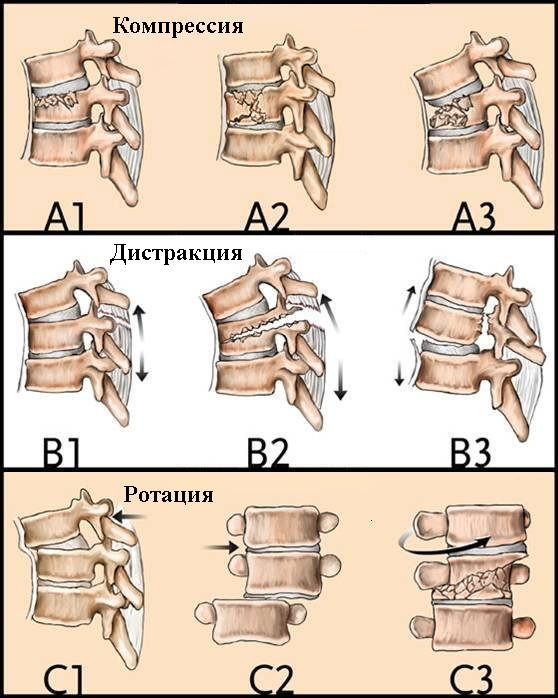 Компрессия
A1 A2 A3
Дистракция
B1 B2 B3
Ротация
C1 C2 C3